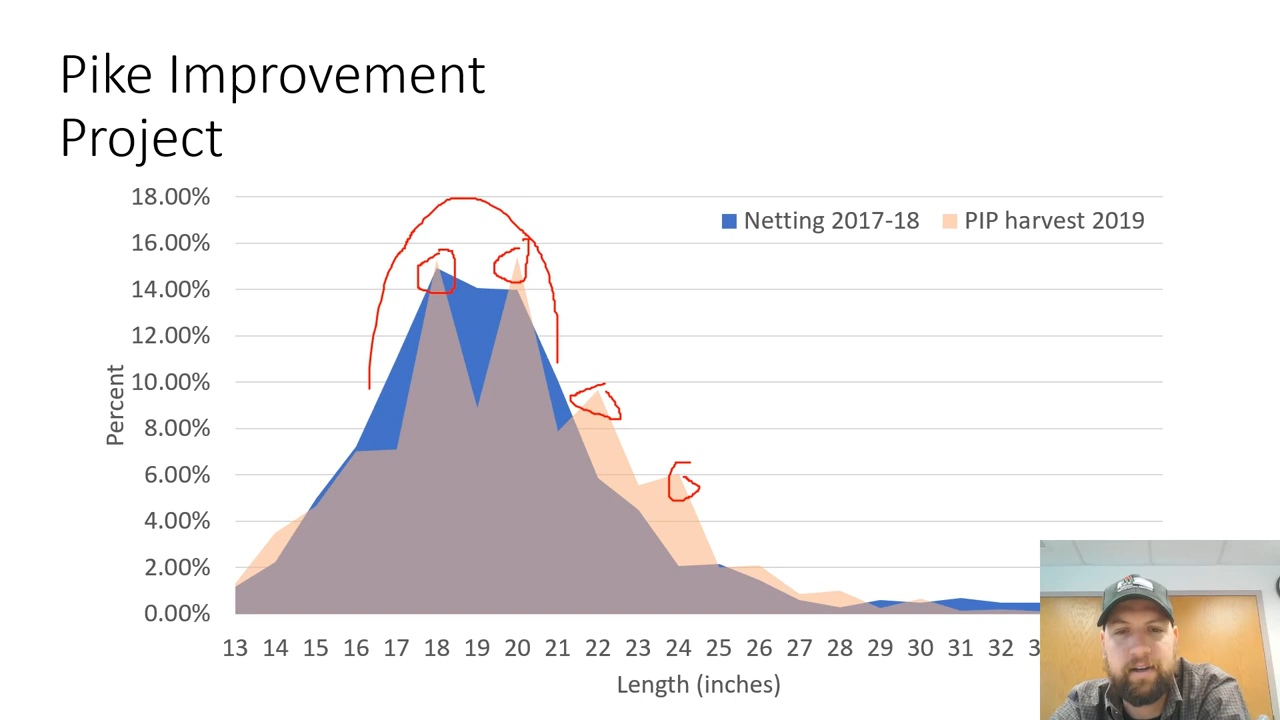 Pike Improvement
Project
18.00%
16.00%
14.00%
12.00%
10.00%
8.00%
6.00%
4.00%
2.00%
0.00%
Percent
Netting 2017-18 PIP harvest 2019
13 14 15 16 17 18 19 20 21 22 23 24 25 26 27 28 29 30 31 32
Length (inches)